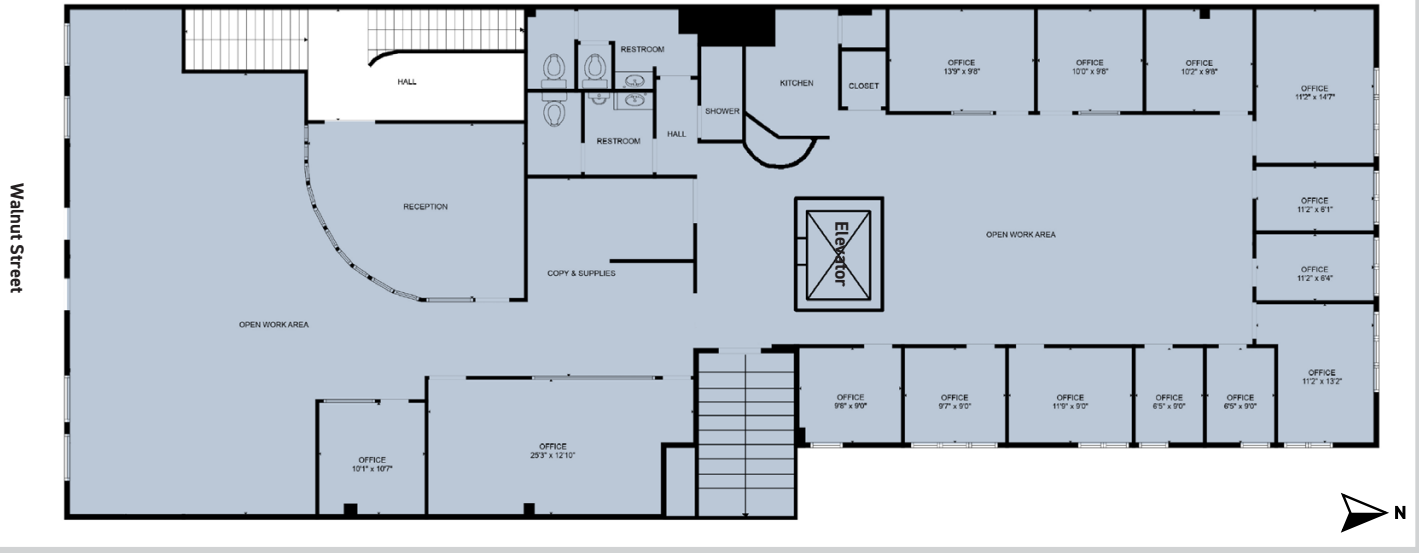 Walnut Street
HALL
RESTROOM
RESTROOM
HALL
SHOWER
KITCHEN
CLOSET
OFFICE
13'9" x 9'8"
OFFICE
10'0" x 9'8"
OFFICE
10'2" x 9'8"
OFFICE
11'2" x 14'7"
RECEPTION
COPY & SUPPLIES
Elevator
OPEN WORK AREA
OFFICE
11'2" x 8'1"
OFFICE
11'2" x 6'4"
OPEN WORK AREA
OFFICE
11'2" x 13'2"
OFFICE
9'8" x 9'0"
OFFICE
9'7" x 9'0"
OFFICE
11'9" x 9'0"
OFFICE
6'5" x 9'0"
OFFICE
6'5" x 9'0"
OFFICE
10'1" x 10'7"
OFFICE
25'3" x 12'10"
N